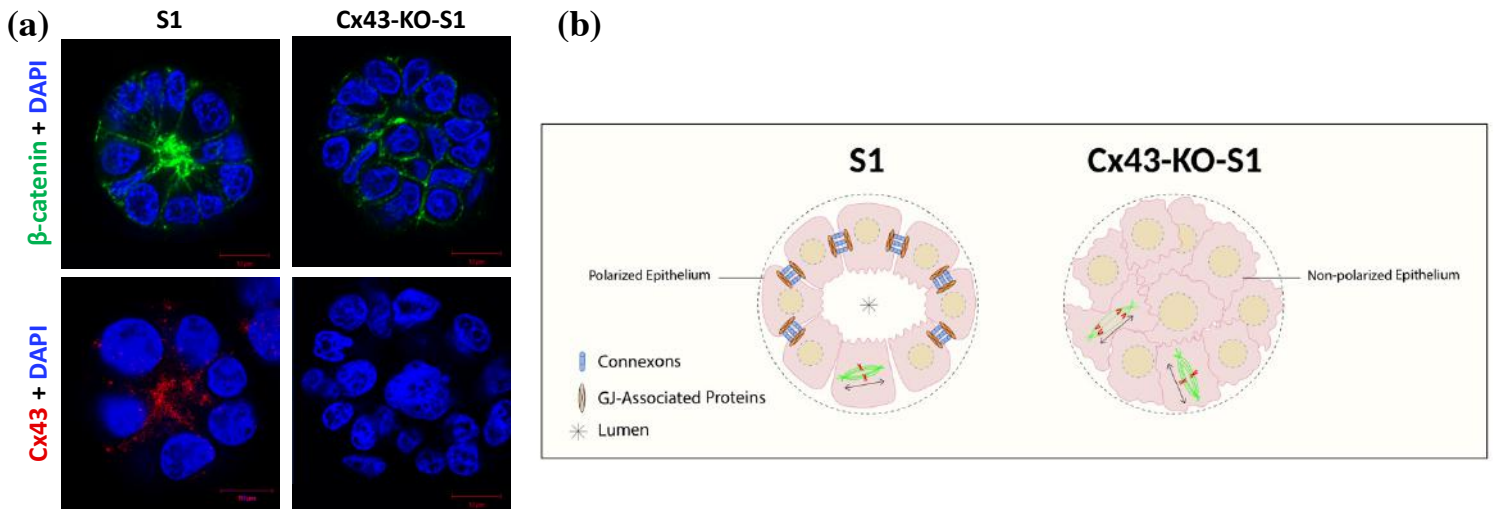 (a)
S1
Cx43-KO-S1
β-catenin + DAPI
Cx43 + DAPI
(b)
S1
Cx43-KO-S1
Polarized Epithelium
Non-polarized Epithelium
Connexons
GJ-Associated Proteins
Lumen